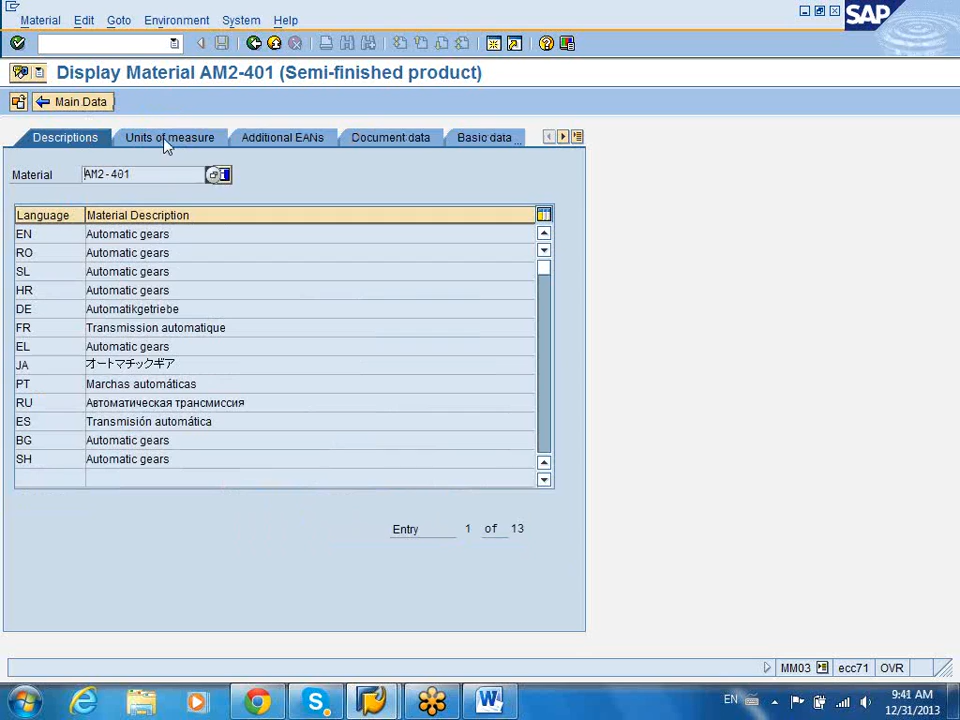 Material Edit Goto Environment System Help
SAP
Display Material AM2-401 (Semi-finished product)
Main Data
Descriptions Units of measure Additional EANs Document data Basic data ...
Material AM2-401
Language Material Description
EN Automatic gears
RO Automatic gears
SL Automatic gears
HR Automatic gears
DE Automatikgetriebe
FR Transmission automatique
EL Automatic gears
JA オートマチックギア
PT Marchas automáticas
RU Автоматическая трансмиссия
ES Transmisión automática
BG Automatic gears
SH Automatic gears
Entry 1 of 13
MM03 ecc71 OVR
EN 9:41 AM
12/31/2013